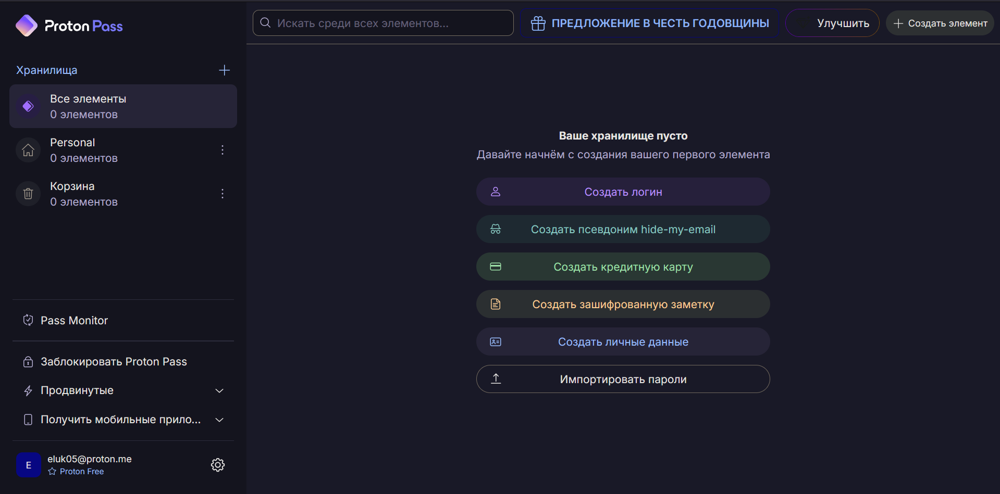 Proton Pass
Хранилища
Все элементы
0 элементов
Personal
0 элементов
Корзина
0 элементов
Pass Monitor
Заблокировать Proton Pass
Продвинутые
Получить мобильные прило...
E
eluk05@proton.me
Proton Free
Искать среди всех элементов...
ПРЕДЛОЖЕНИЕ В ЧЕСТЬ ГОДОВЩИНЫ
Улучшить
Создать элемент
Ваше хранилище пусто
Давайте начнём с создания вашего первого элемента
Создать логин
Создать псевдоним hide-my-email
Создать кредитную карту
Создать зашифрованную заметку
Создать личные данные
Импортировать пароли